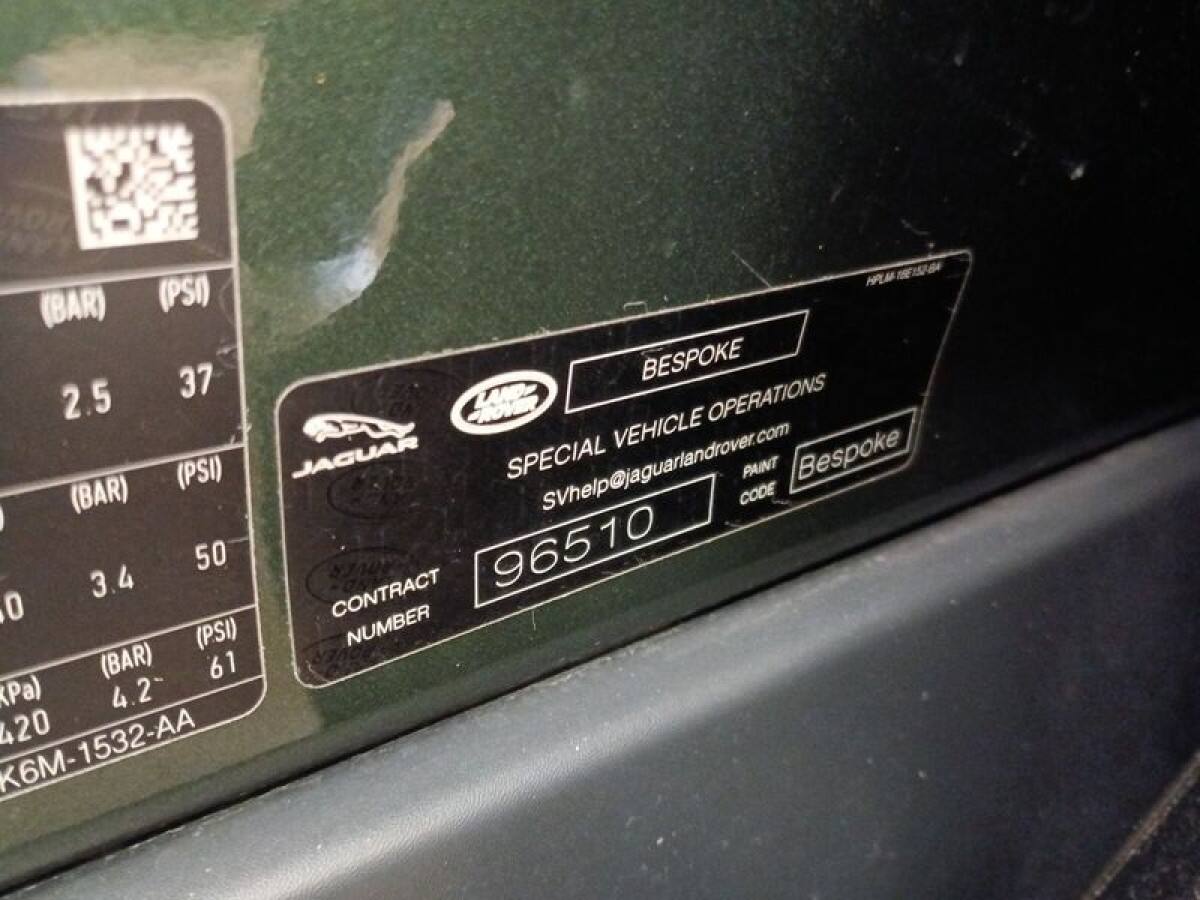 (BAR) (PSI)
2.5 37
(BAR) (PSI)
3.4 50
(BAR) (PSI)
kPa) 4.2 61
420
K6M-1532-AA
HPLM-16E152-BA
JAGUAR
LAND ROVER
BESPOKE
SPECIAL VEHICLE OPERATIONS
SVhelp@jaguarlandrover.com
CONTRACT NUMBER
96510
PAINT CODE
Bespoke